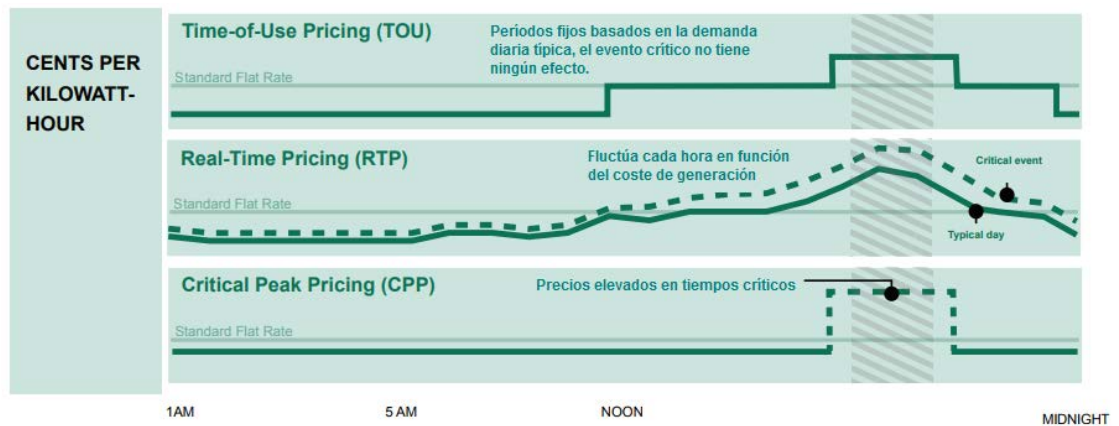 CENTS PER
KILOWATT-
HOUR
Time-of-Use Pricing (TOU)
Períodos fijos basados en la demanda
diaria típica, el evento crítico no tiene
ningún efecto.
Standard Flat Rate
Real-Time Pricing (RTP)
Fluctúa cada hora en función
del coste de generación
Critical event
Standard Flat Rate
Typical day
Critical Peak Pricing (CPP)
Precios elevados en tiempos críticos
Standard Flat Rate
1AM
5 AM
NOON
MIDNIGHT